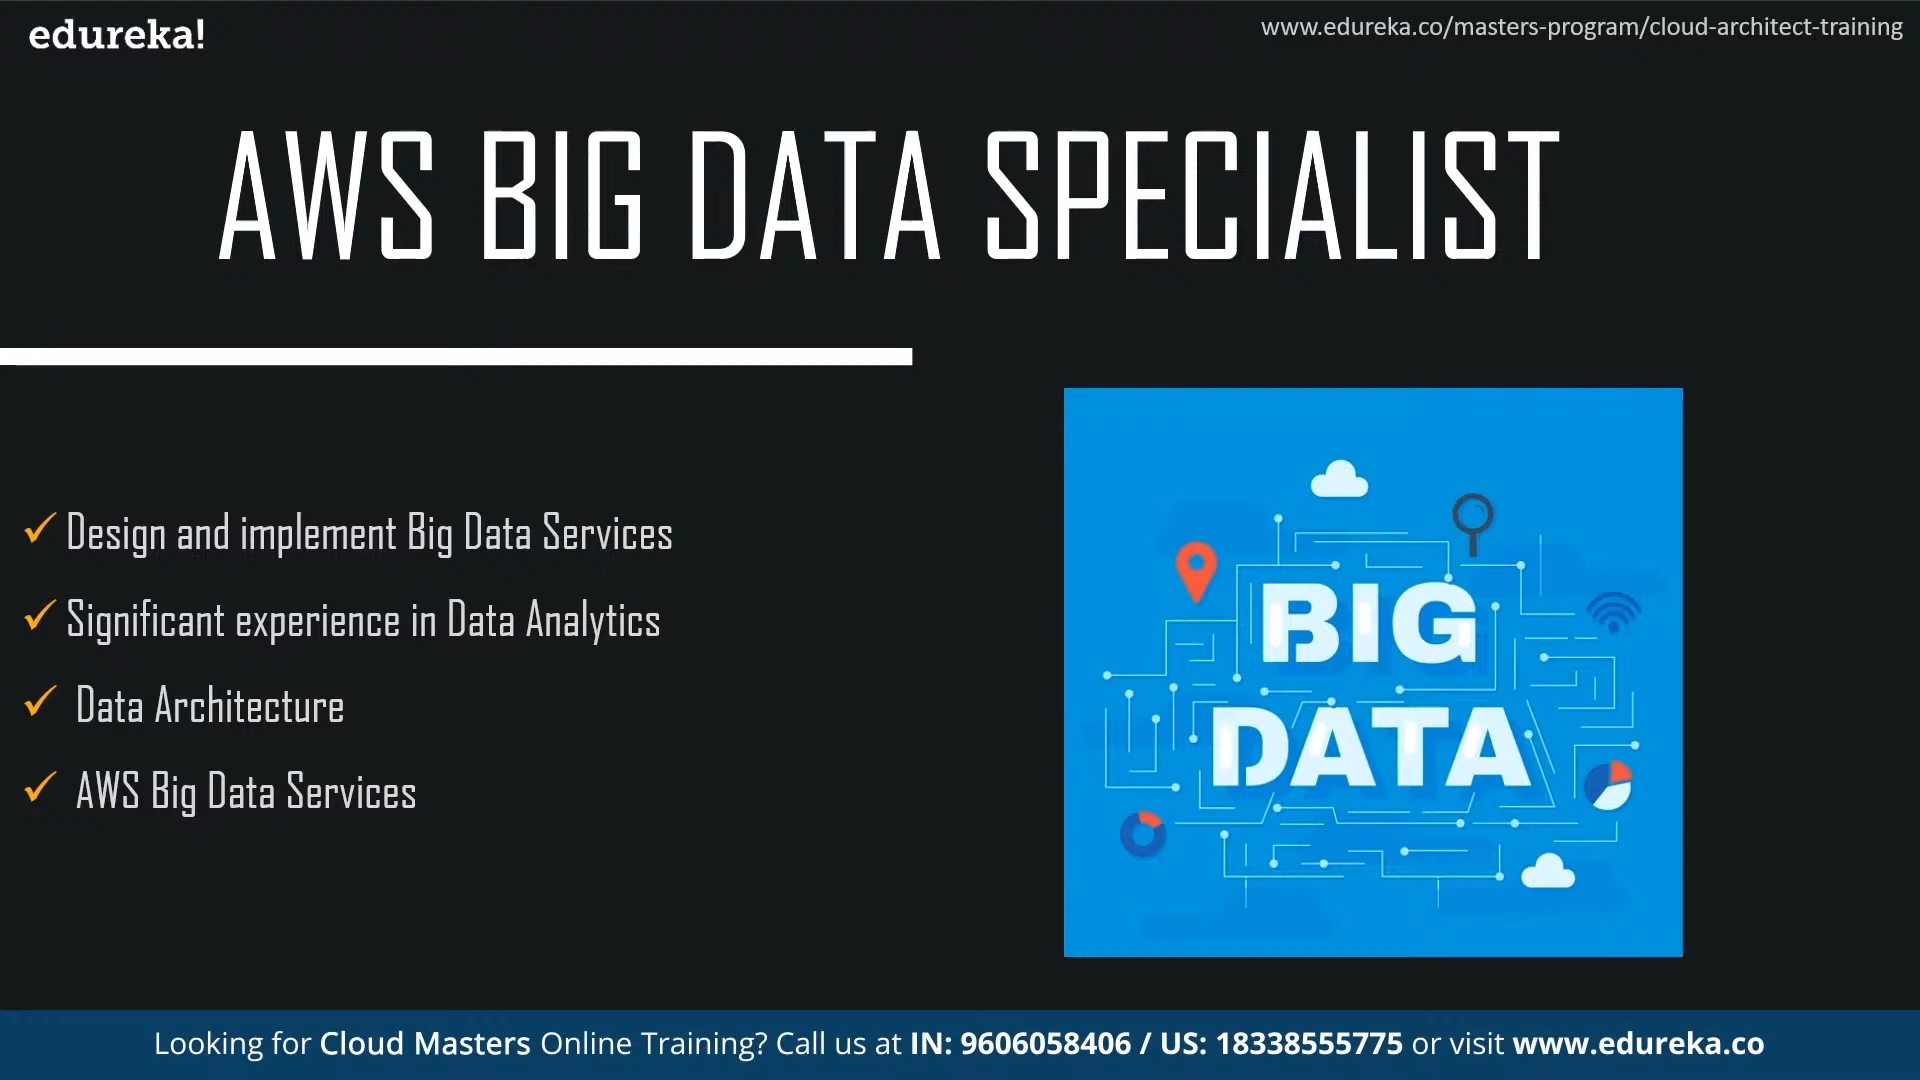 edureka!
www.edureka.co/masters-program/cloud-architect-training
AWS BIG DATA SPECIALIST
Design and implement Big Data Services
Significant experience in Data Analytics
Data Architecture
AWS Big Data Services
BIG
DATA
Looking for Cloud Masters Online Training? Call us at IN: 9606058406 / US: 18338555775 or visit www.edureka.co